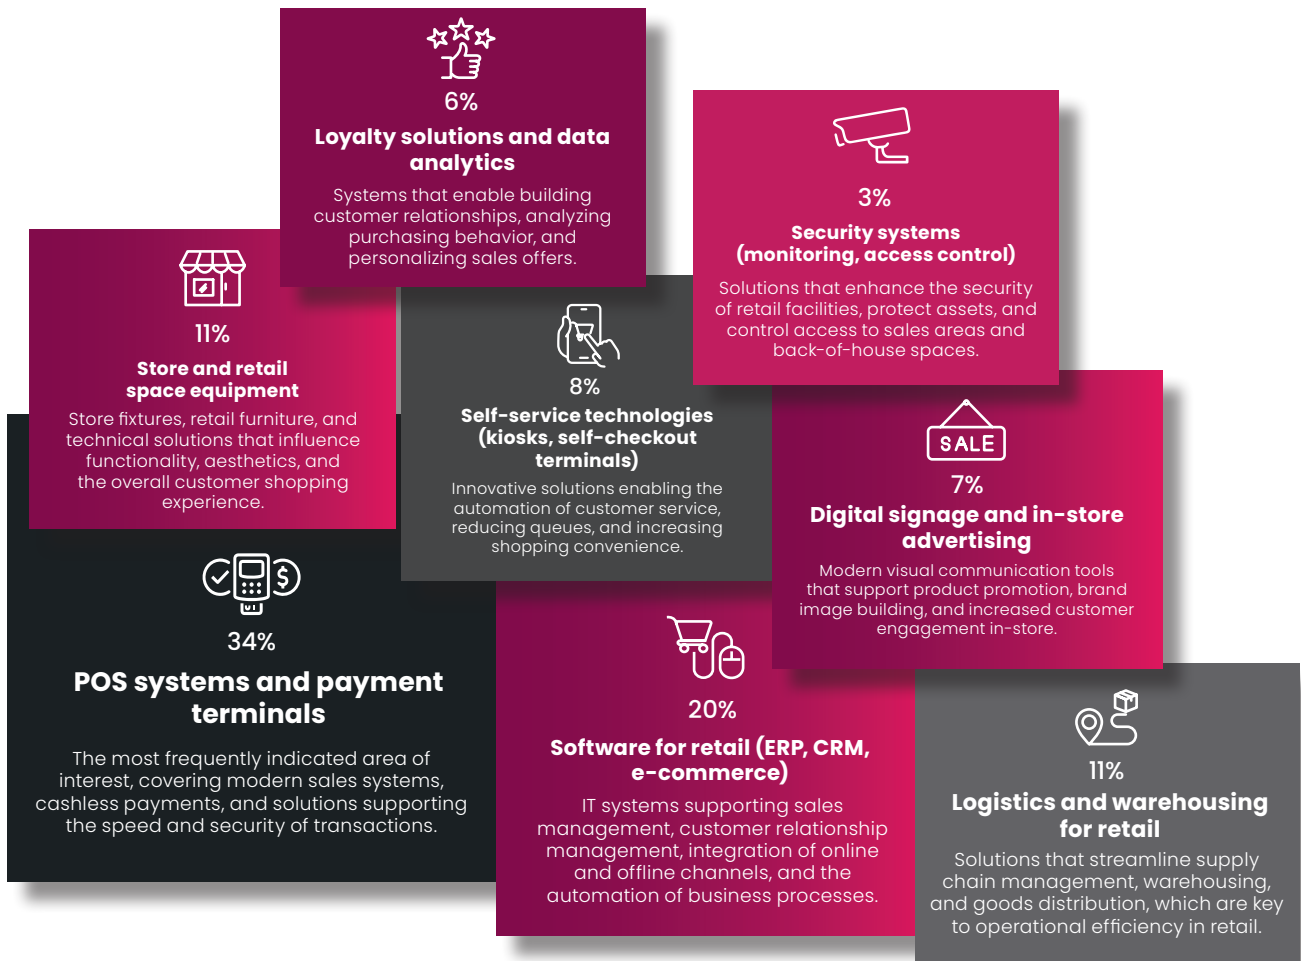 6%
Loyalty solutions and data
analytics
Systems that enable building
customer relationships, analyzing
purchasing behavior, and
personalizing sales offers.
3%
Security systems
(monitoring, access control)
Solutions that enhance the security
of retail facilities, protect assets, and
control access to sales areas and
back-of-house spaces.
11%
Store and retail
space equipment
Store fixtures, retail furniture, and
technical solutions that influence
functionality, aesthetics, and
the overall customer shopping
experience.
8%
Self-service technologies
(kiosks, self-checkout
terminals)
Innovative solutions enabling the
automation of customer service,
reducing queues, and increasing
shopping convenience.
SALE
7%
Digital signage and in-store
advertising
Modern visual communication tools
that support product promotion, brand
image building, and increased customer
engagement in-store.
$
34%
POS systems and payment
terminals
The most frequently indicated area of
interest, covering modern sales systems,
cashless payments, and solutions supporting
the speed and security of transactions.
20%
Software for retail (ERP, CRM,
e-commerce)
IT systems supporting sales
management, customer relationship
management, integration of online
and offline channels, and the
automation of business processes.
11%
Logistics and warehousing
for retail
Solutions that streamline supply
chain management, warehousing,
and goods distribution, which are key
to operational efficiency in retail.